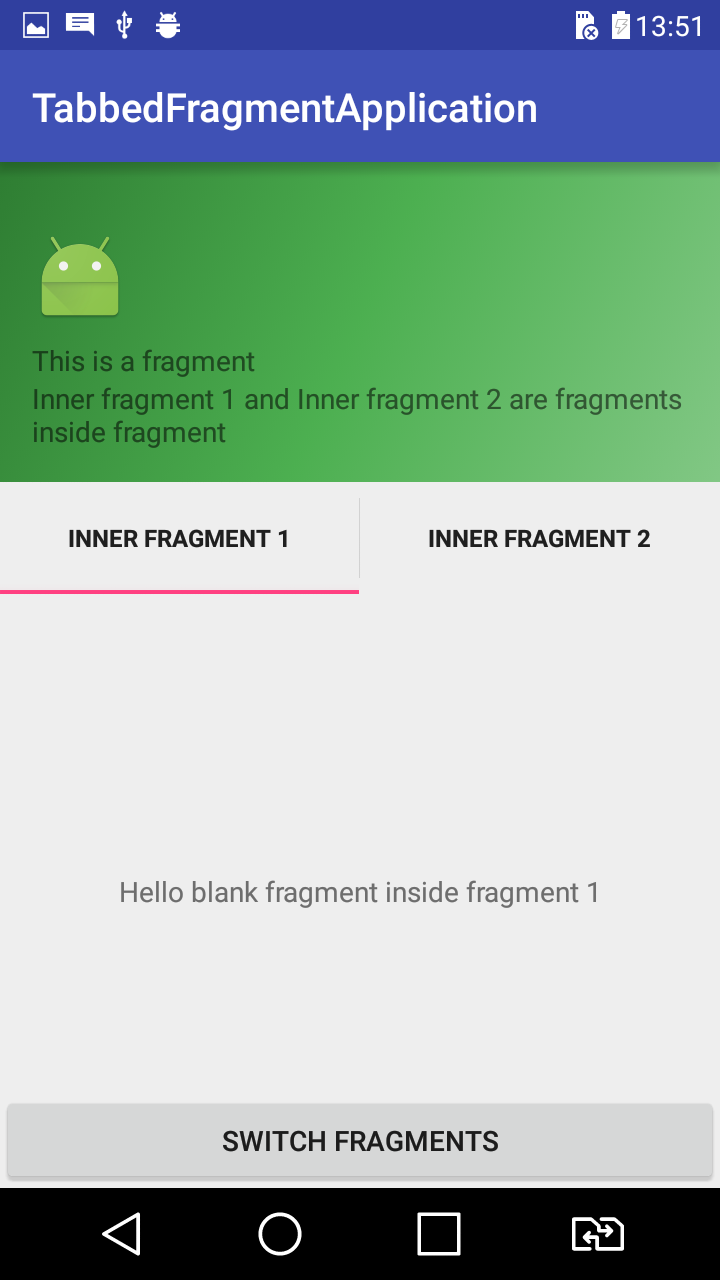 13:51
TabbedFragmentApplication
This is a fragment
Inner fragment 1 and Inner fragment 2 are fragments
inside fragment
INNER FRAGMENT 1
INNER FRAGMENT 2
Hello blank fragment inside fragment 1
SWITCH FRAGMENTS